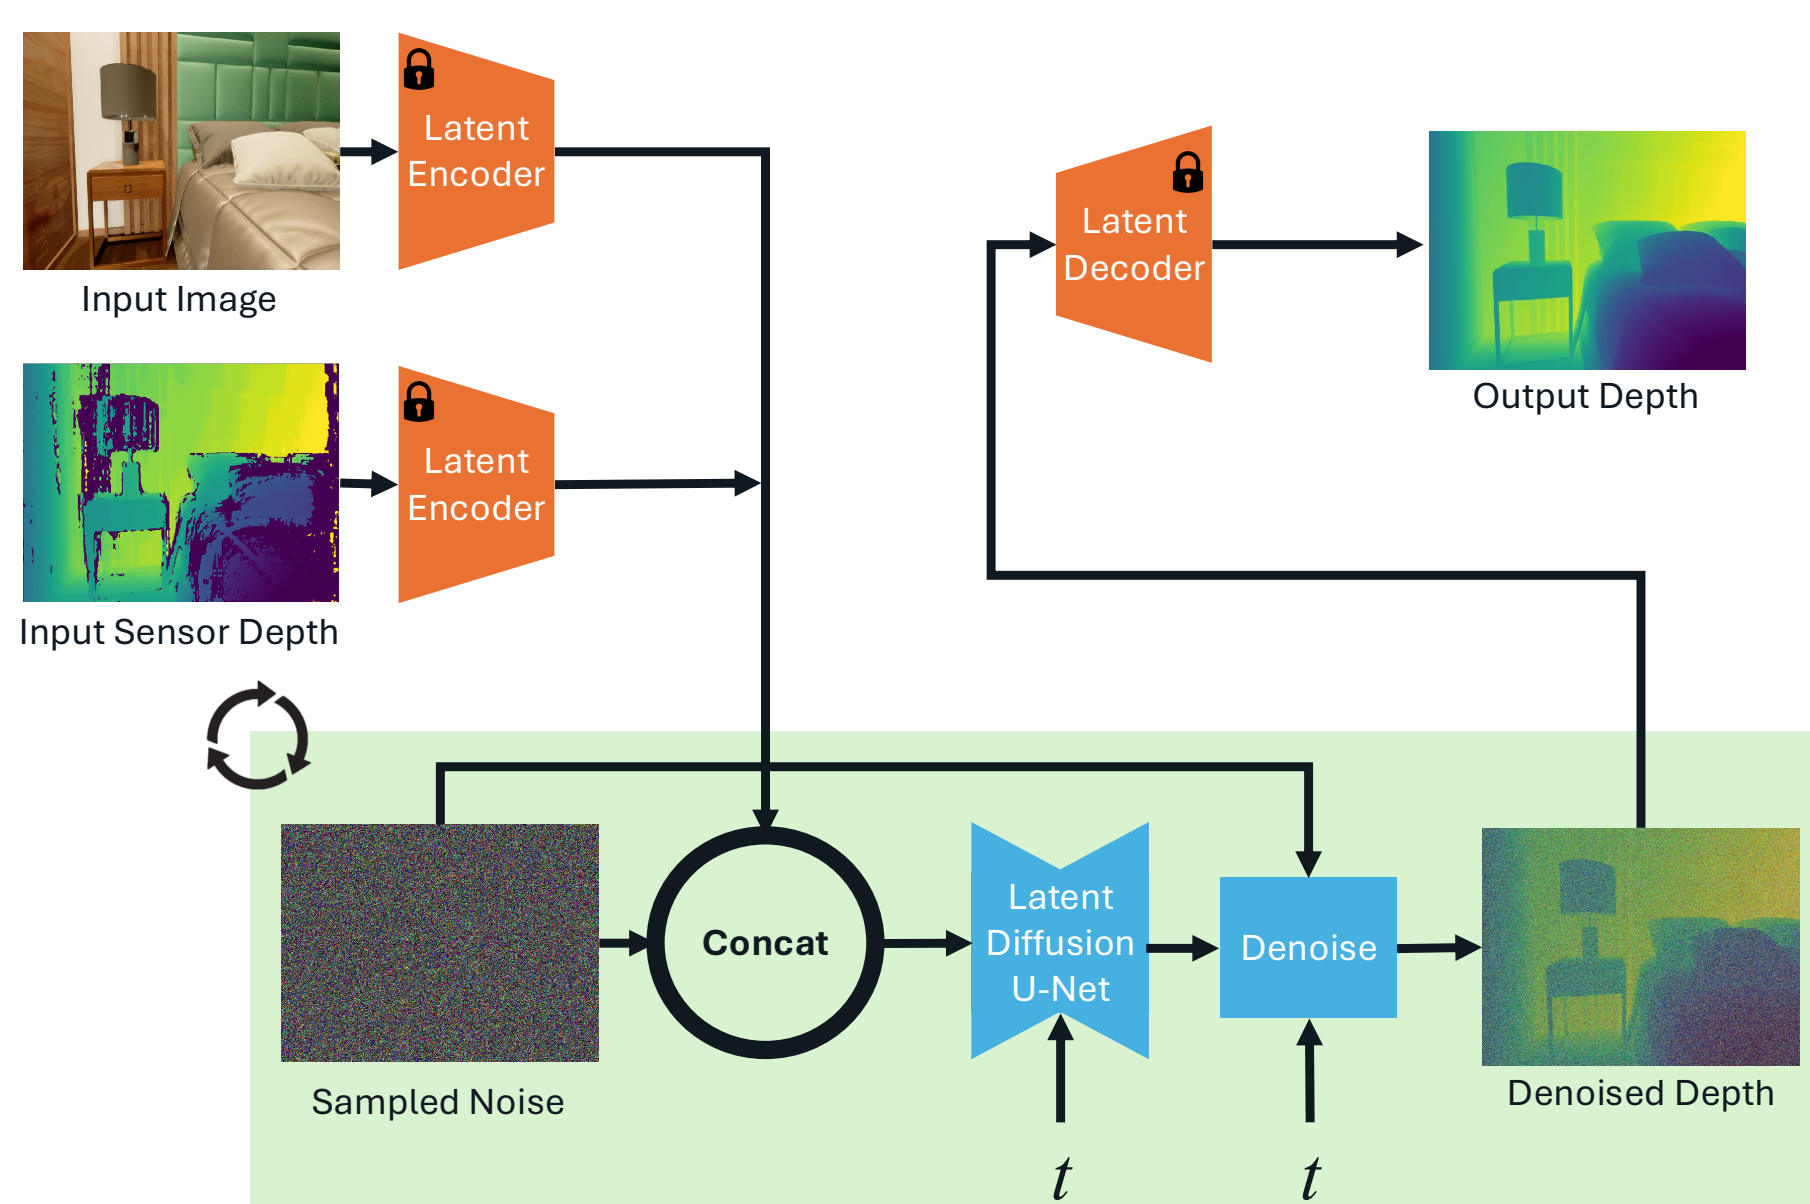 Latent
Encoder
Input Image
Latent
Encoder
Input Sensor Depth
Latent
Decoder
Output Depth
Sampled Noise
Concat
Latent
Diffusion
U-Net
Denoise
Denoised Depth
t
t